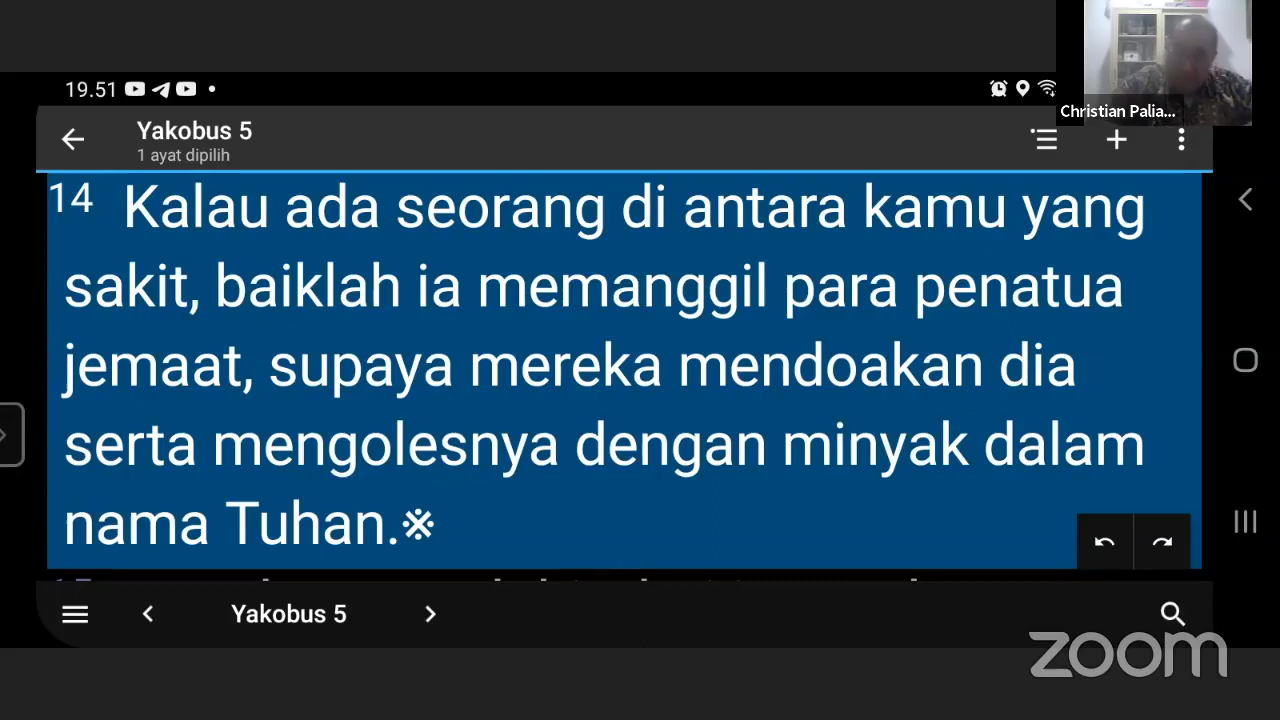 19.51
Christian Palia...
Yakobus 5
1 ayat dipilih
14 Kalau ada seorang di antara kamu yang
sakit, baiklah ia memanggil para penatua
jemaat, supaya mereka mendoakan dia
serta mengolesnya dengan minyak dalam
nama Tuhan.※
Yakobus 5
zoom